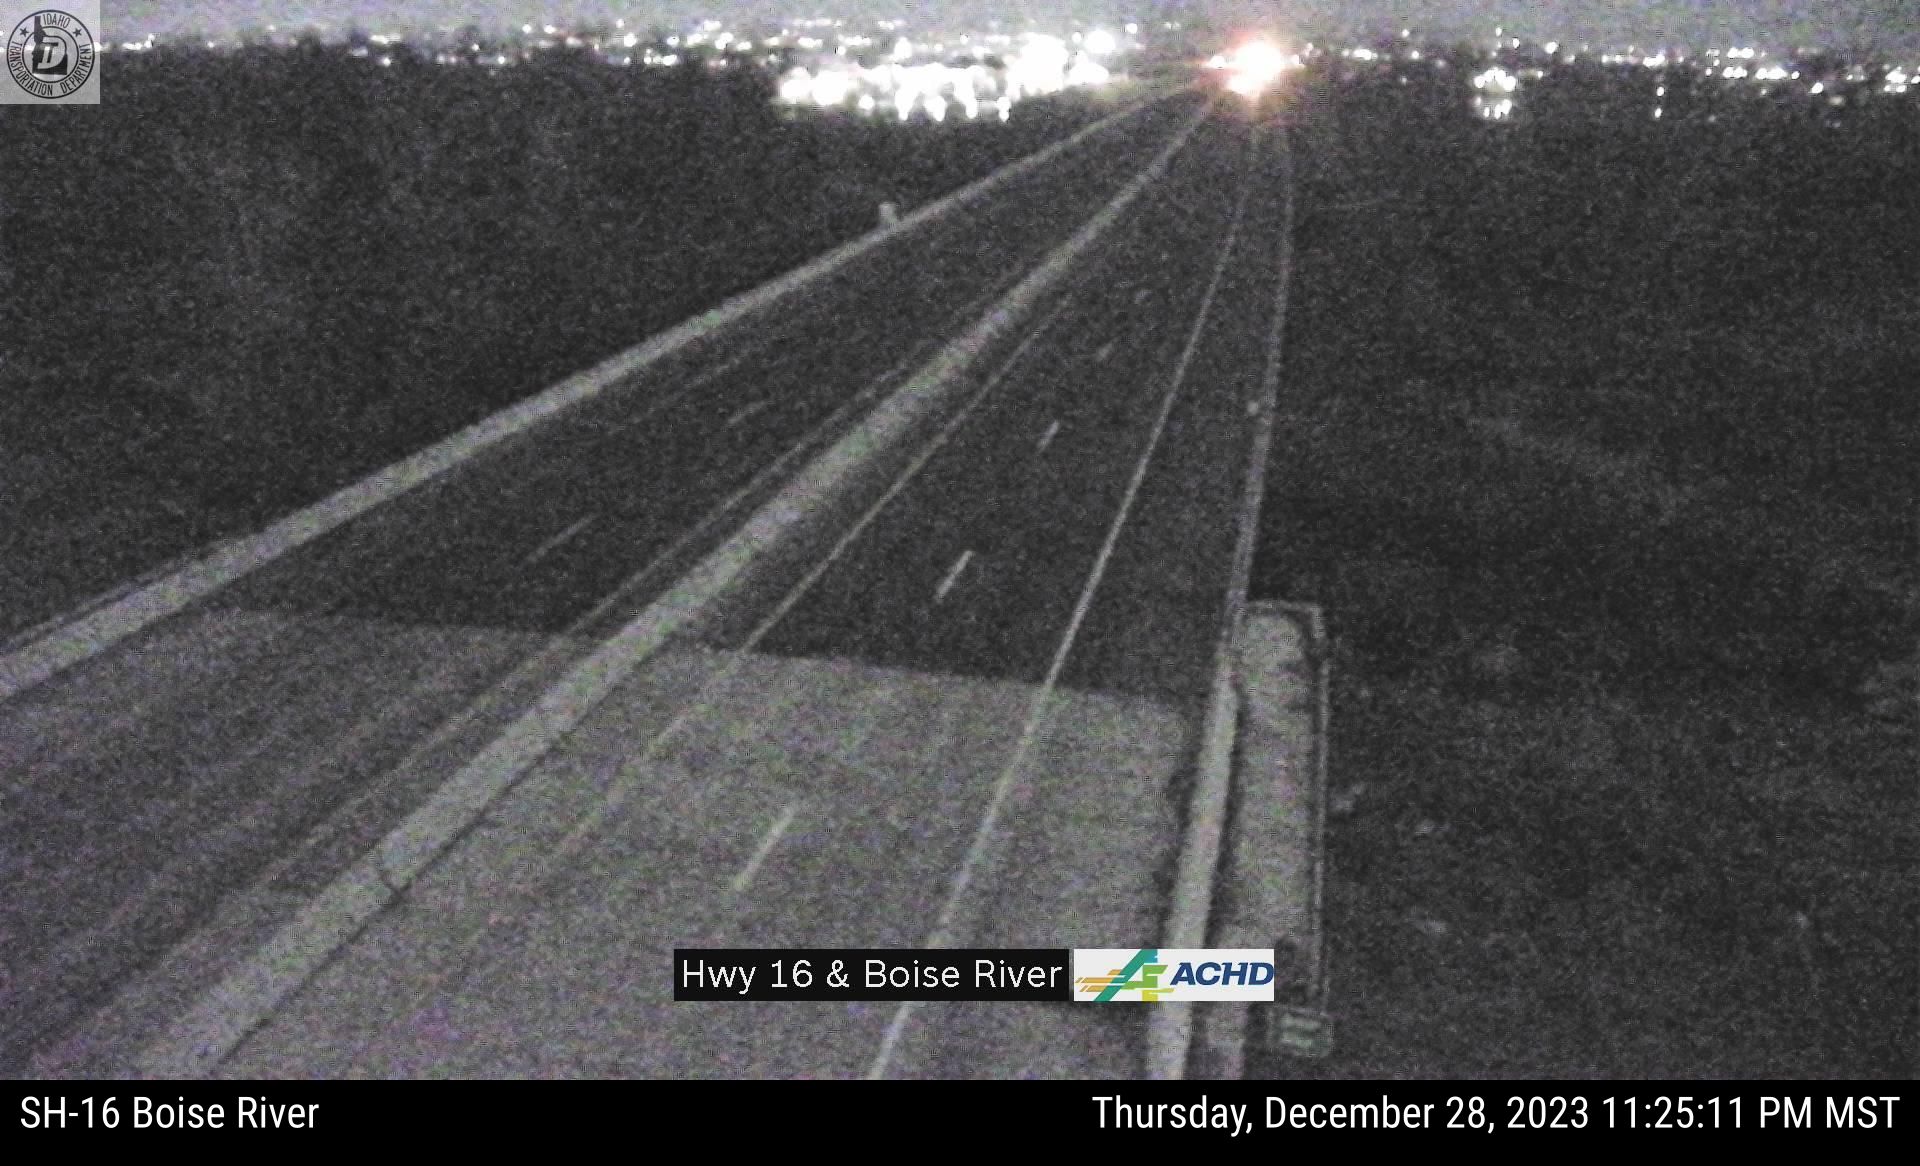 IDAHO
TRANSPORTATION DEPARTMENT
Hwy 16 & Boise River
ACHD
SH-16 Boise River
Thursday, December 28, 2023 11:25:11 PM MST